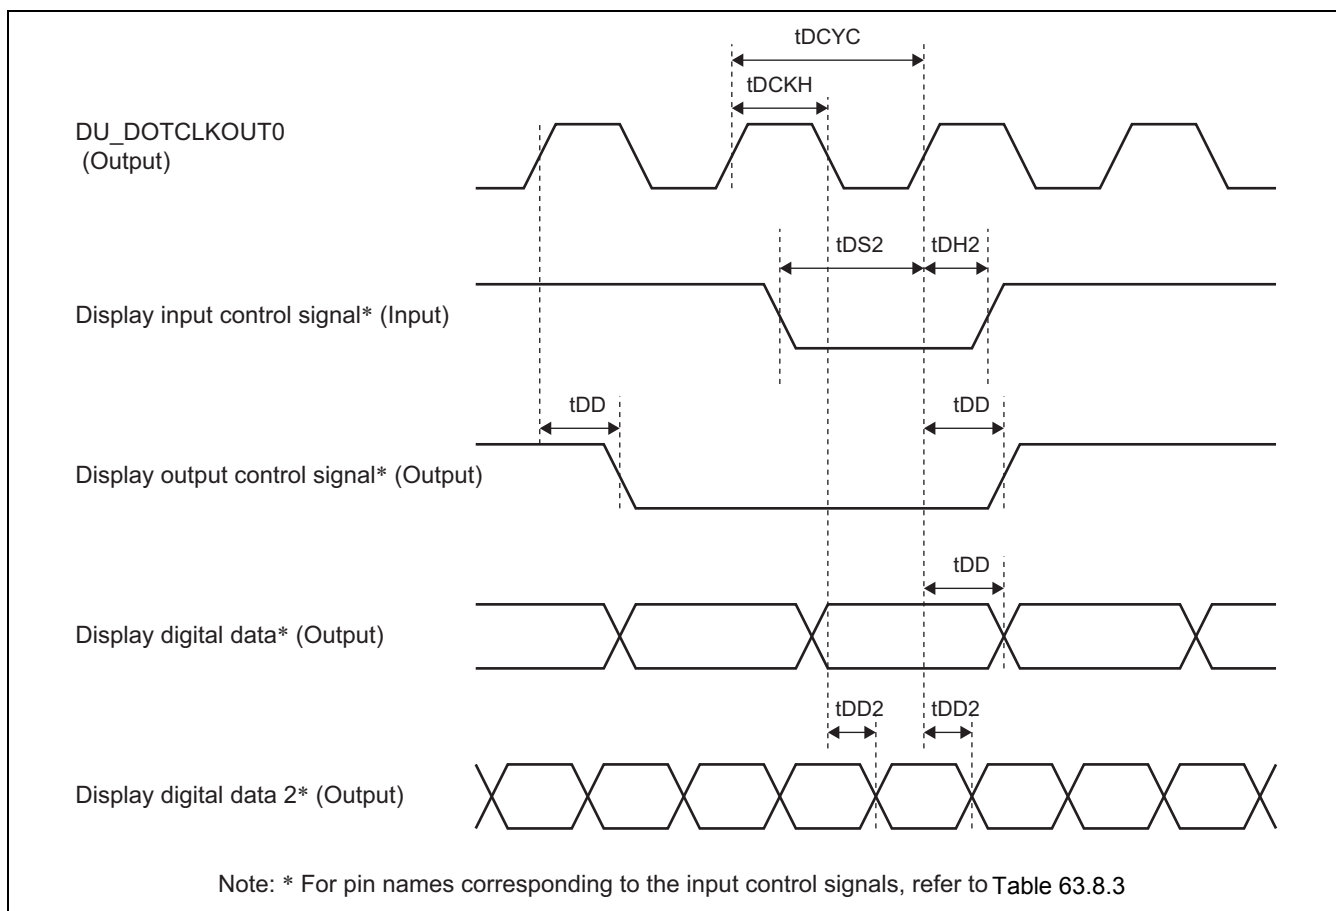 tDCYC
tDCKH
DU_DOTCLKOUT0
(Output)
tDS2
tDH2
Display input control signal* (Input)
tDD
tDD
Display output control signal* (Output)
tDD
Display digital data* (Output)
tDD2
tDD2
Display digital data 2* (Output)
Note: * For pin names corresponding to the input control signals, refer to Table 63.8.3